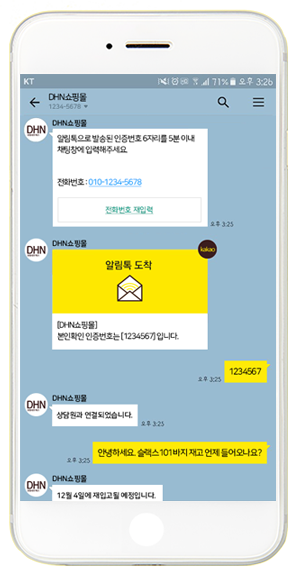 KT 71% 오후 3:26
DHN쇼핑몰
1234-5678
DHN쇼핑몰
DHN
알림톡으로 발송된 인증번호 6자리를 5분 이내
채팅창에 입력해주세요.
전화번호 : 010-1234-5678
전화번호 재입력
오후 3:25
DHN쇼핑몰
DHN
kakao
알림톡 도착
[DHN쇼핑몰]
본인확인 인증번호는 [1234567] 입니다.
오후 3:25
1234567
DHN쇼핑몰
DHN
상담원과 연결되었습니다.
오후 3:25
오후 3:25
안녕하세요. 슬랙스101바지 재고 언제 들어오나요?
DHN쇼핑몰
DHN
12월 4일에 재입고될 예정입니다.